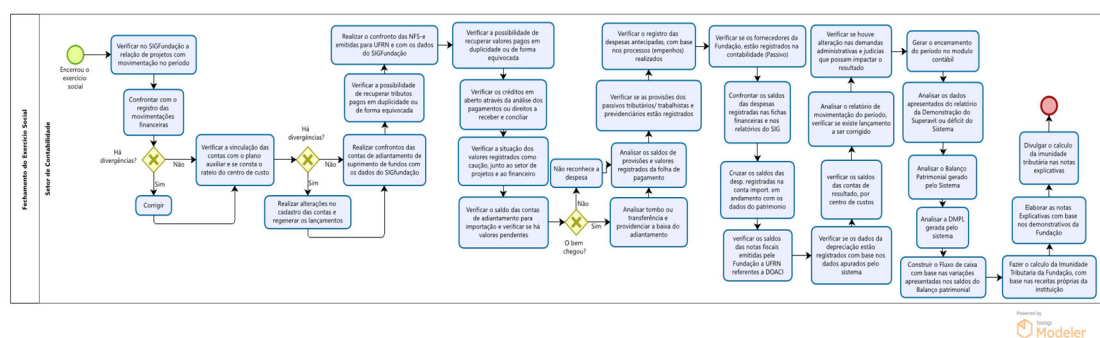 Fechamento do Exercício Social
Setor de Contabilidade
Encerrou o
exercício
social
Verificar no SIGFundação a
relação de projetos com
movimentação no período
Confrontar com o
registro das
movimentações
financeiras
Há
divergências?
Não
Sim
Corrigir
Verificar a vinculação das
contas com o plano
auxiliar e se consta o
rateio do centro de custo
Há
divergências?
Não
Sim
Realizar alterações no
cadastro das contas e
regenerar os lançamentos
Realizar confrontos das
contas de adiantamento de
suprimento de fundos com
os dados do SIGfundação
Verificar a possibilidade
de recuperar tributos
pagos em duplicidade ou
de forma equivocada
Realizar o confronto das NFS-e
emitidas para UFRN e com os dados
do SIGFundação
Verificar a possibilidade de
recuperar valores pagos em
duplicidade ou de forma
equivocada
Verificar os créditos em
aberto através da análise dos
pagamentos ou direitos a
receber e conciliar
Verificar a situação dos
valores registrados como
caução, junto ao setor de
projetos e ao financeiro
Verificar o saldo das contas
de adiantamento para
importação e verificar se há
valores pendentes
O bem
chegou?
Não
Sim
Não reconhece a
despesa
Analisar tombo ou
transferência e
providenciar a baixa do
adiantamento
Analisar os saldos de
provisões e valores
registrados da folha de
pagamento
Verificar se as provisões dos
passivos tributários/ trabalhistas e
previdenciários estão registrados
Verificar o registro das
despesas antecipadas, com base
nos processos (empenhos)
realizados
Verificar se os fornecedores da
Fundação, estão registrados na
contabilidade (Passivo)
Confrontar os saldos
das despesas
registradas nas fichas
financeiras e nos
relatórios do SIG
Cruzar os saldos das
desp. registradas na
conta import. em
andamento com os
dados do patrimonio
verificar os saldos
das notas fiscais
emitidas pele
Fundação a UFRN
referentes a DOACI
Verificar se os dados da
depreciação estão
registrados com base nos
dados apurados pelo
sistema
verificar os saldos
das contas de
resultado, por
centro de custos
Analisar o relatório de
movimentação do período,
verificar se existe lançamento a
ser corrigido
Verificar se houve
alteração nas demandas
administrativas e judicias
que possam impactar o
resultado
Gerar o encerramento
do período no modulo
contábil
Analisar os dados
apresentados do relatório
da Demonstração do
Superavit ou déficit do
Sistema
Analisar o Balanço
Patrimonial gerado
pelo Sistema
Analisar a DMPL
gerada pelo
sistema
Construir o Fluxo de caixa
com base nas variações
apresentadas nos saldos do
Balanço patrimonial
Fazer o calculo da Imunidade
Tributaria da Fundação, com
base nas receitas próprias da
instituição
Elaborar as notas
Explicativas com base
nos demonstrativos da
Fundação
Divulgar o calculo
da imunidade
tributária nas notas
explicativas
Powered by
bizagi
Modeler